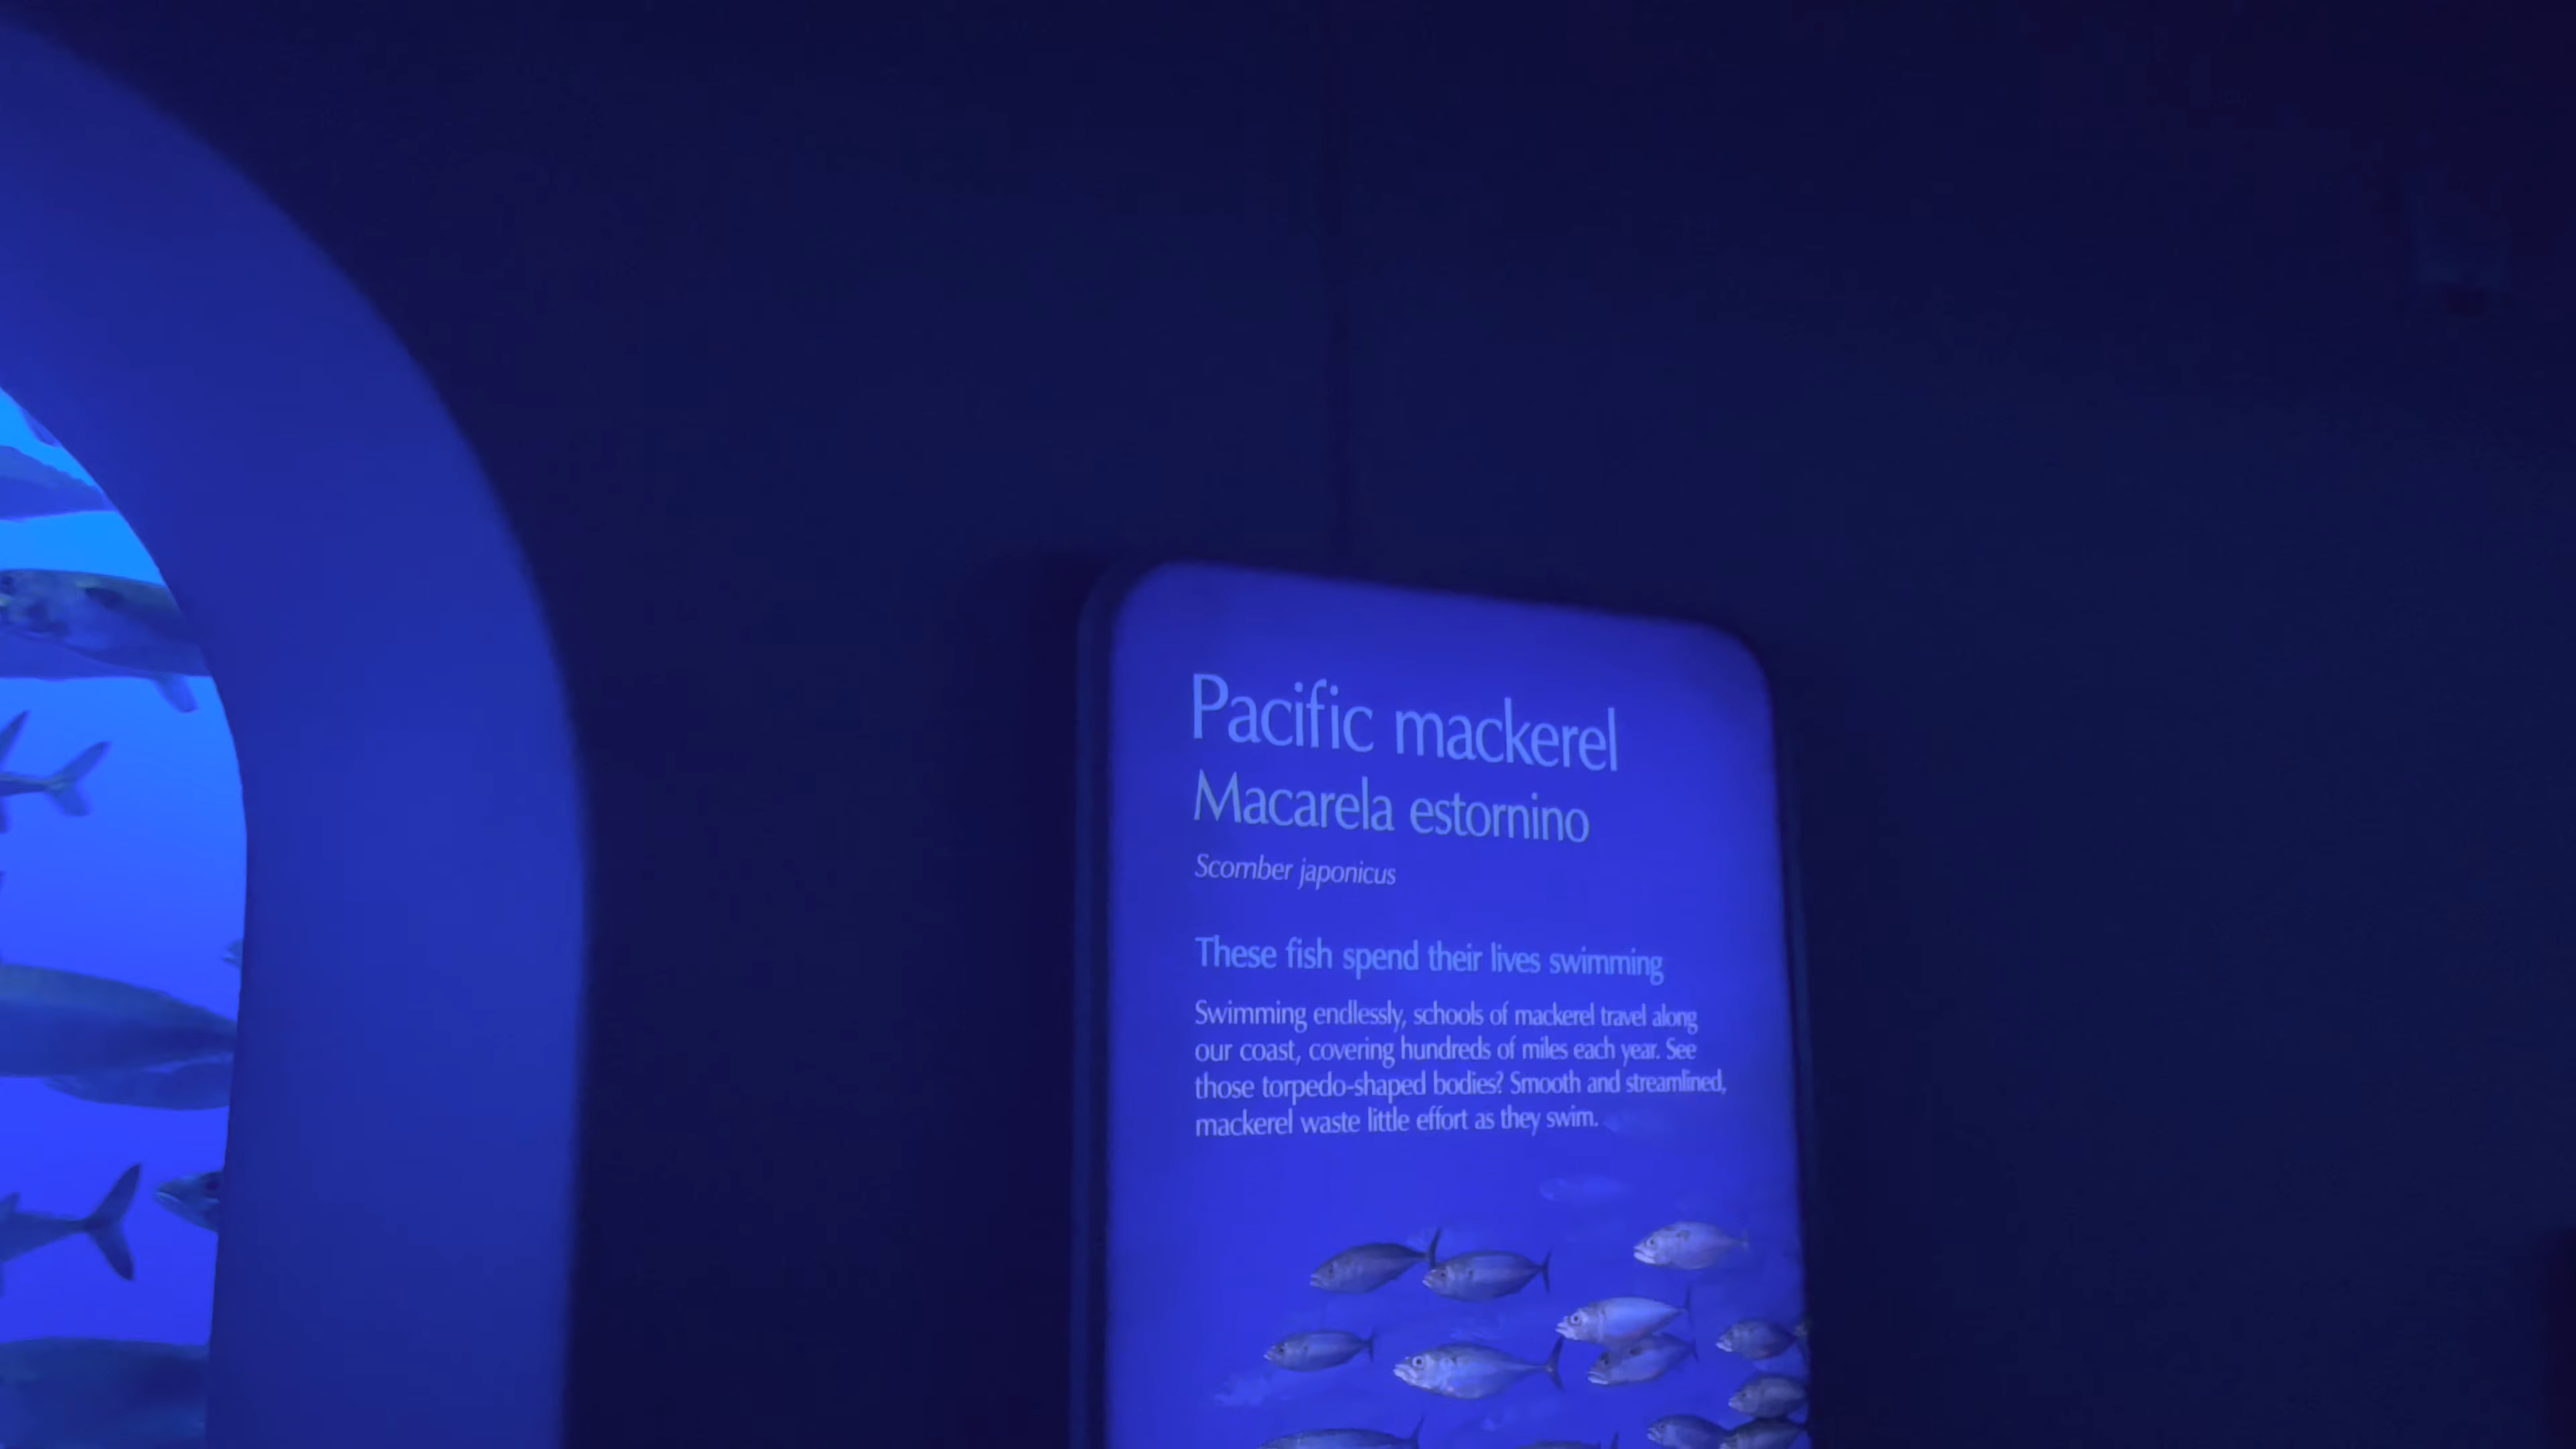 Pacific mackerel
Macarela estornino
Scomber japonicus
These fish spend their lives swimming
Swimming endlessly, schools of mackerel travel along
our coast, covering hundreds of miles each year. See
those torpedo-shaped bodies? Smooth and streamlined,
mackerel waste little effort as they swim.